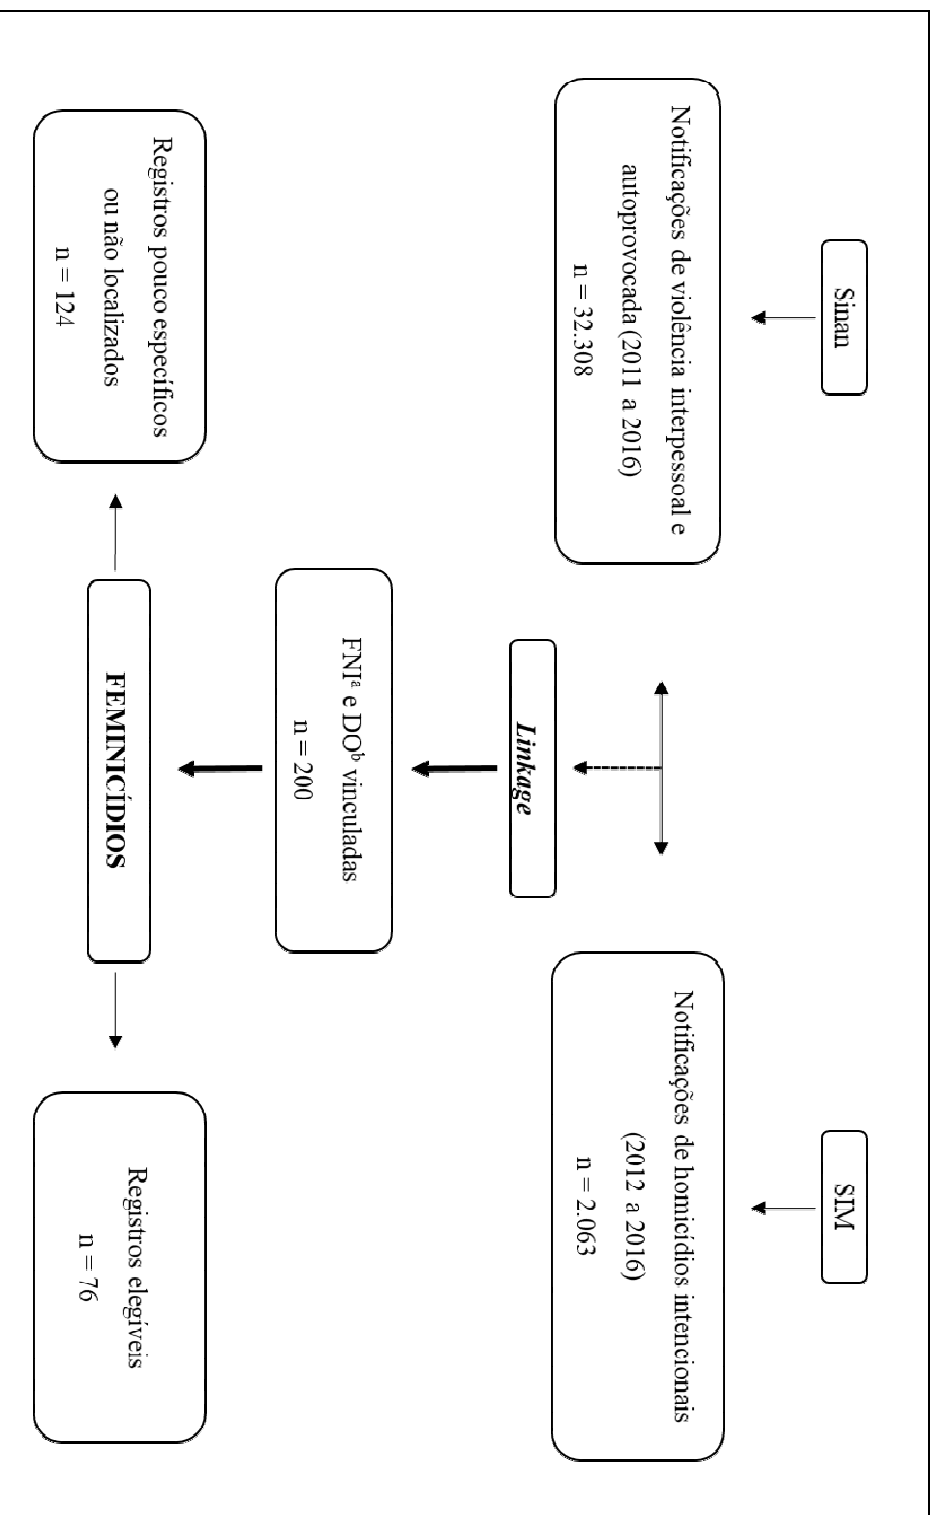 Sinan
SIM
Notificações de violência interpessoal e
autoprovocada (2011 a 2016)
n = 32.308
Notificações de homicídios intencionais
(2012 a 2016)
n = 2.063
Linkage
FNIᵃ e DOᵇ vinculadas
n = 200
FEMINICÍDIOS
Registros pouco específicos
ou não localizados
n = 124
Registros elegíveis
n = 76